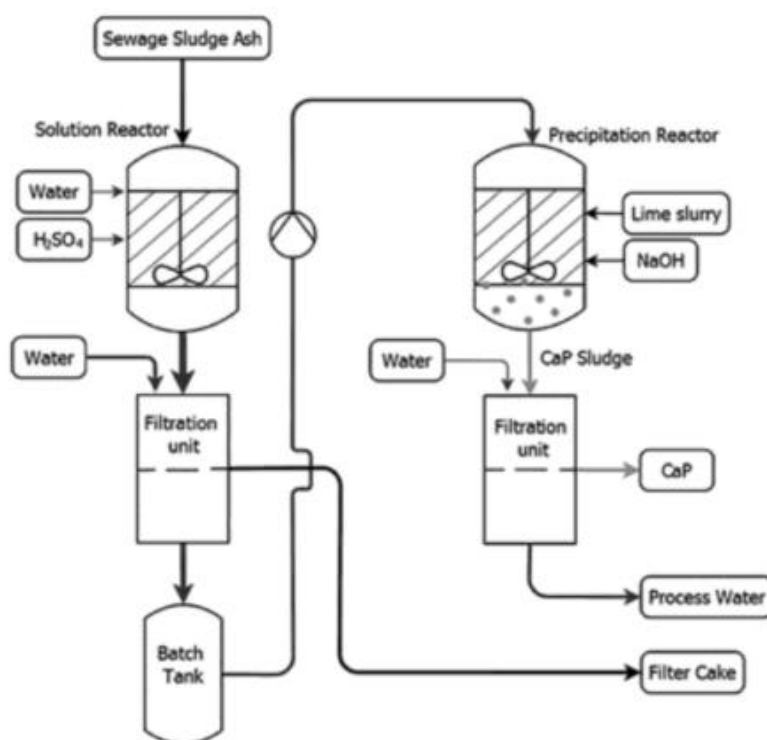 Sewage Sludge Ash
Solution Reactor
Precipitation Reactor
Water
H₂SO₄
Lime slurry
NaOH
Water
Water
CaP Sludge
Filtration
unit
Filtration
unit
CaP
Process Water
Batch
Tank
Filter Cake